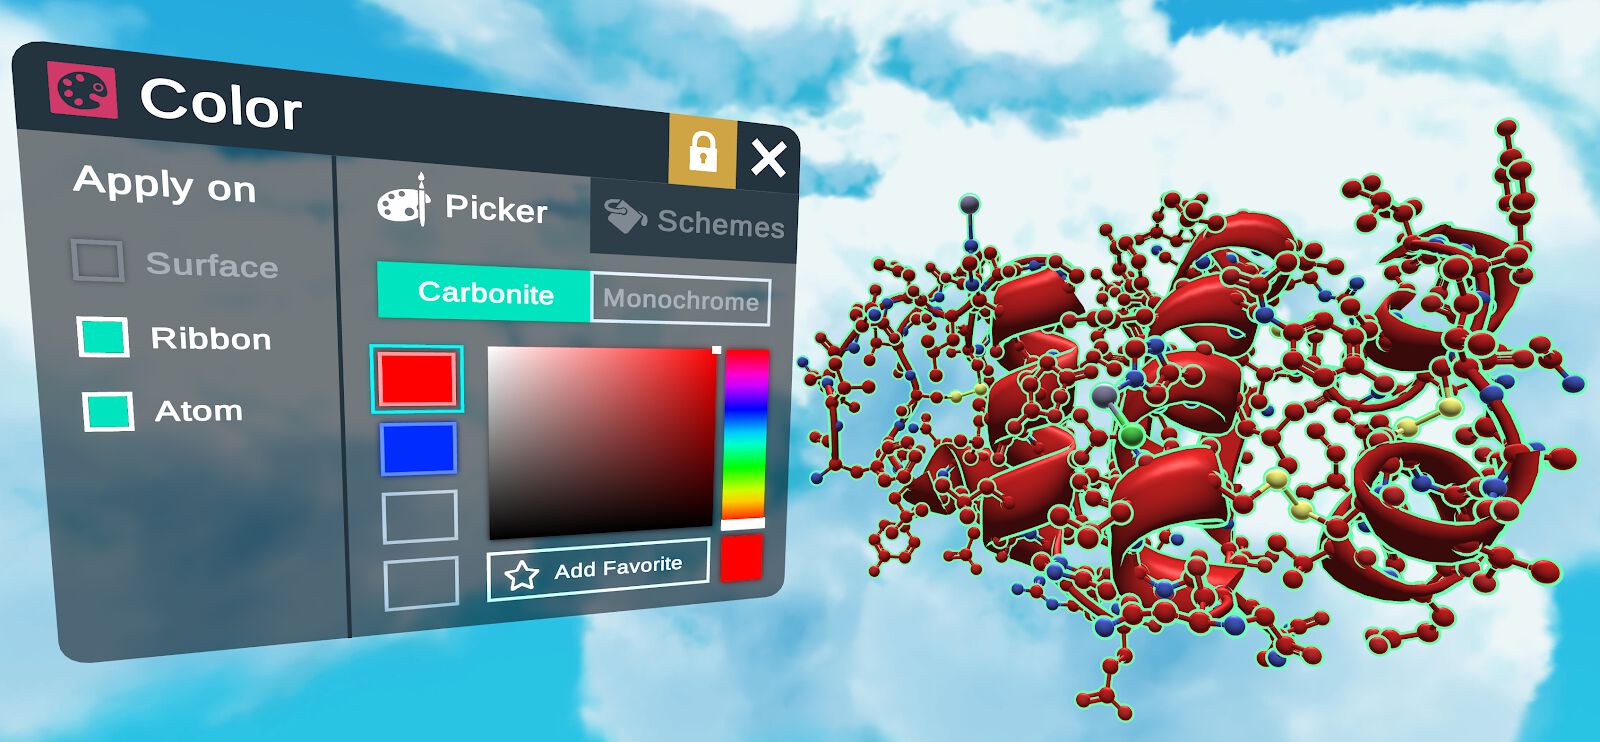 Color
Apply on
Surface
Ribbon
Atom
Picker
Schemes
Carbonite
Monochrome
Add Favorite